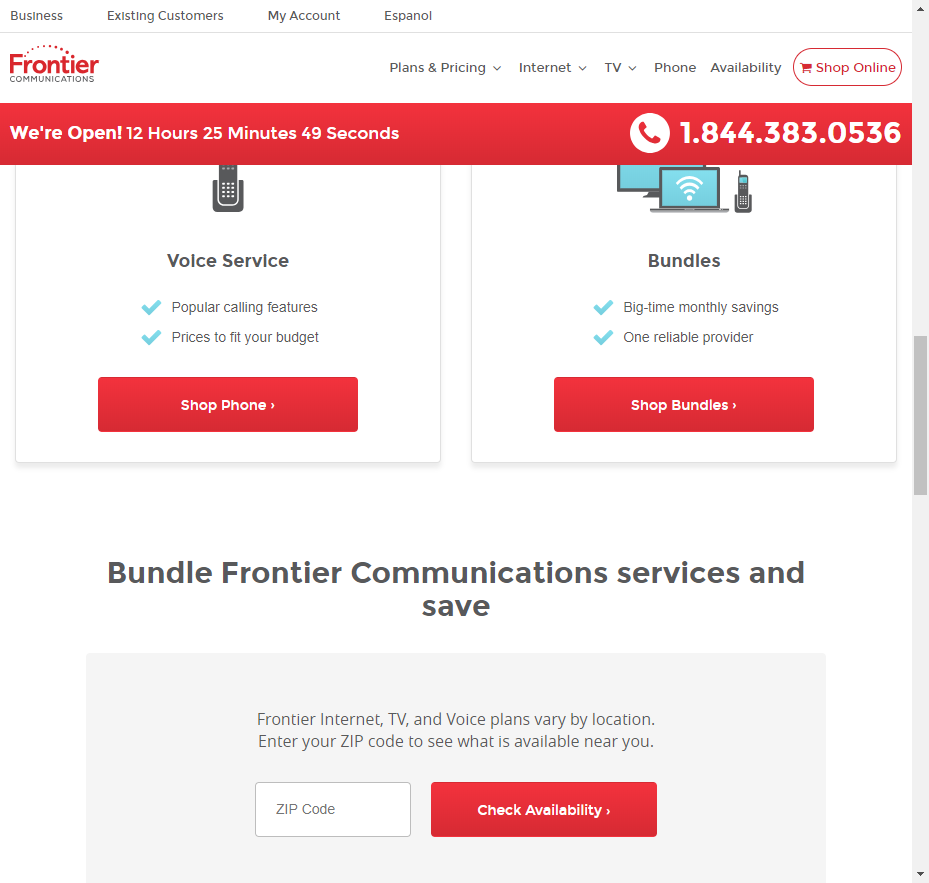 Business Existing Customers My Account Espanol
Frontier
COMMUNICATIONS
Plans & Pricing Internet TV Phone Availability Shop Online
We're Open! 12 Hours 25 Minutes 49 Seconds 1.844.383.0536
Voice Service
Popular calling features
Prices to fit your budget
Shop Phone ›
Bundles
Big-time monthly savings
One reliable provider
Shop Bundles ›
Bundle Frontier Communications services and
save
Frontier Internet, TV, and Voice plans vary by location.
Enter your ZIP code to see what is available near you.
ZIP Code Check Availability ›